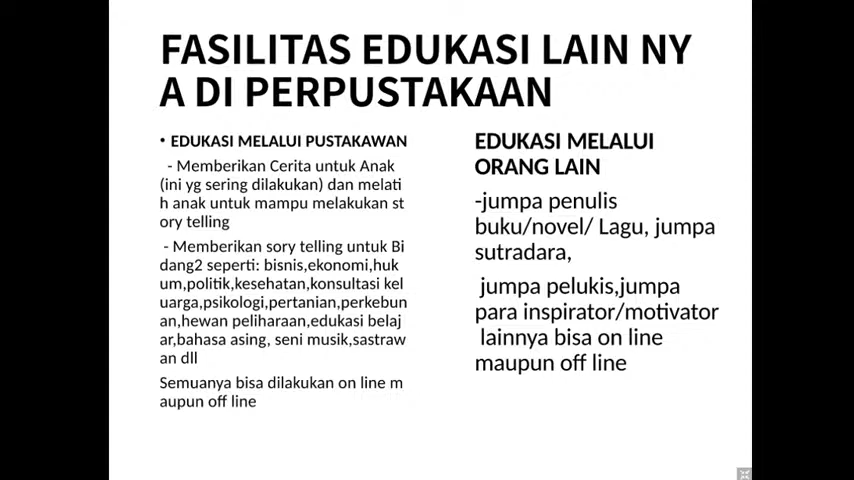 FASILITAS EDUKASI LAIN NY
A DI PERPUSTAKAAN
• EDUKASI MELALUI PUSTAKAWAN
- Memberikan Cerita untuk Anak
(ini yg sering dilakukan) dan melati
h anak untuk mampu melakukan st
ory telling
- Memberikan sory telling untuk Bi
dang2 seperti: bisnis,ekonomi,huk
um,politik,kesehatan,konsultasi kel
uarga,psikologi,pertanian,perkebun
an,hewan peliharaan,edukasi belaj
ar,bahasa asing, seni musik,sastraw
an dll
Semuanya bisa dilakukan on line m
aupun off line
EDUKASI MELALUI
ORANG LAIN
-jumpa penulis
buku/novel/ Lagu, jumpa
sutradara,
jumpa pelukis,jumpa
para inspirator/motivator
lainnya bisa on line
maupun off line